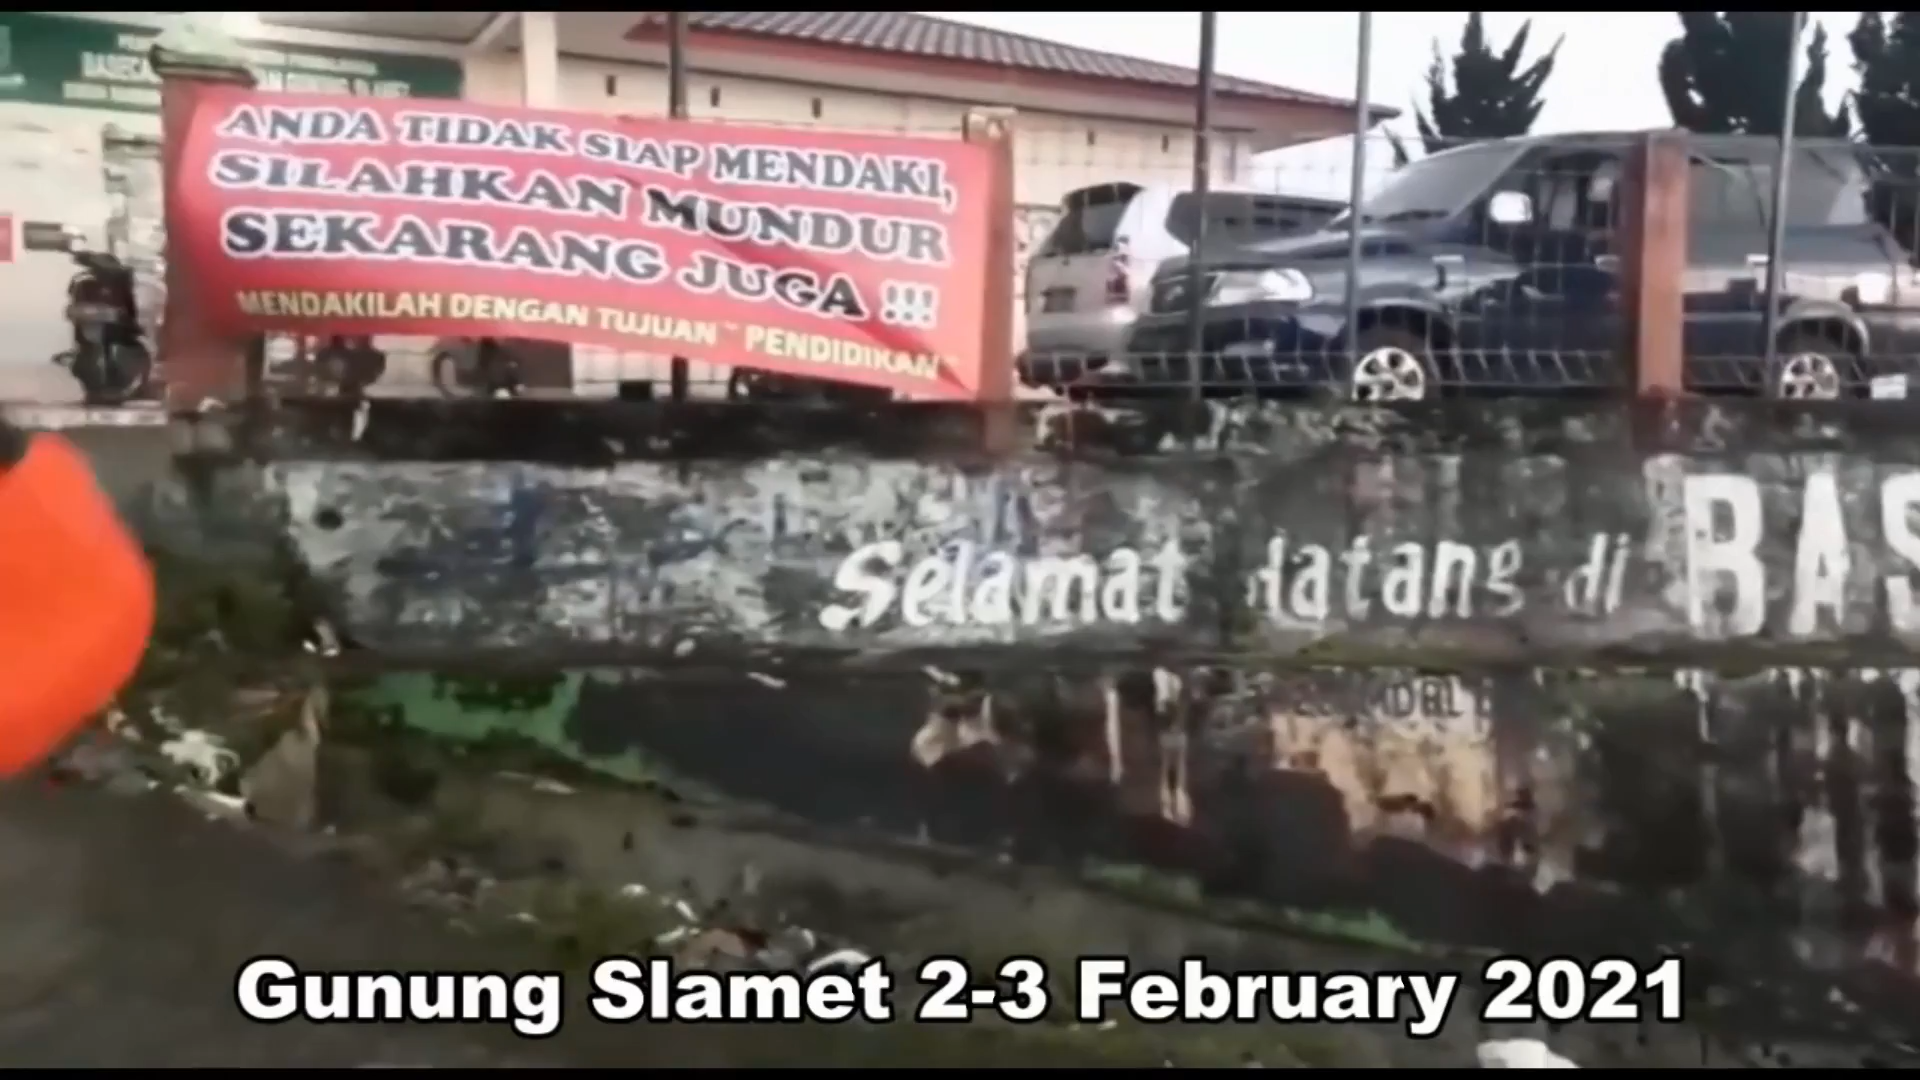 ANDA TIDAK SIAP MENDAKI,
SILAHKAN MUNDUR
SEKARANG JUGA !!!
MENDAKILAH DENGAN TUJUAN " PENDIDIKAN "
Selamat datang di BAS
Gunung Slamet 2-3 February 2021